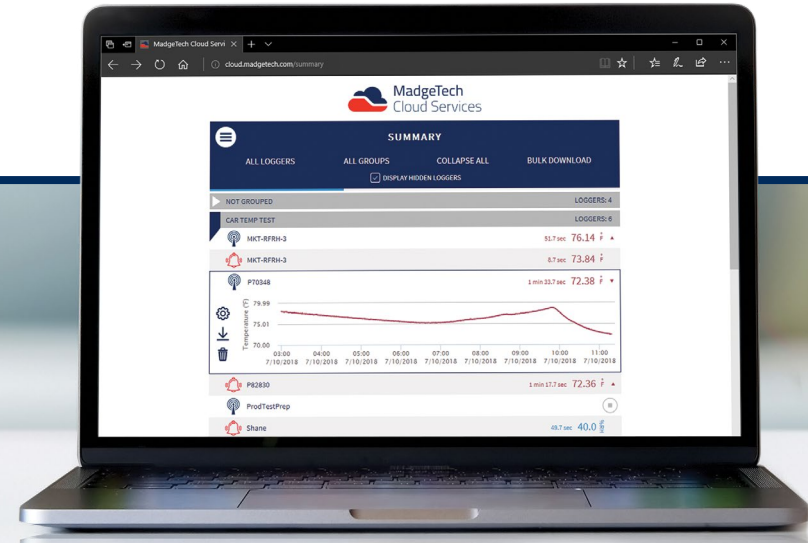 MadgeTech Cloud Servi
cloud.madgetech.com/summary
MadgeTech
Cloud Services
SUMMARY
ALL LOGGERS ALL GROUPS COLLAPSE ALL BULK DOWNLOAD
DISPLAY HIDDEN LOGGERS
NOT GROUPED LOGGERS: 4
CAR TEMP TEST LOGGERS: 6
MKT-RFRH-3 51.7 sec 76.14 °F
MKT-RFRH-3 8.7 sec 73.84 °F
P70348 1 min 33.7 sec 72.38 °F
Temperature (°F)
79.99
75.01
70.00
03:00 04:00 05:00 06:00 07:00 08:00 09:00 10:00 11:00
7/10/2018 7/10/2018 7/10/2018 7/10/2018 7/10/2018 7/10/2018 7/10/2018 7/10/2018 7/10/2018
P82830 1 min 17.7 sec 72.36 °F
ProdTestPrep
Shane 49.7 sec 40.0